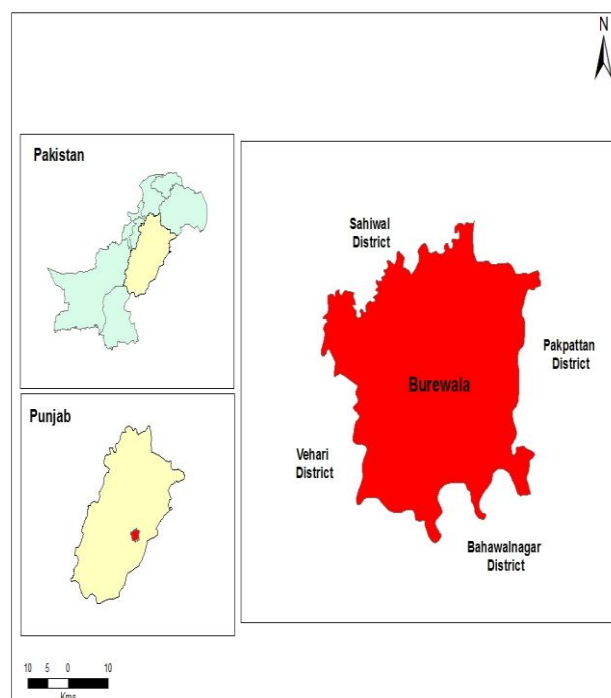 N
Pakistan
Sahiwal
District
Pakpattan
District
Burewala
Punjab
Vehari
District
Bahawalnagar
District
10 5 0 10
Kms